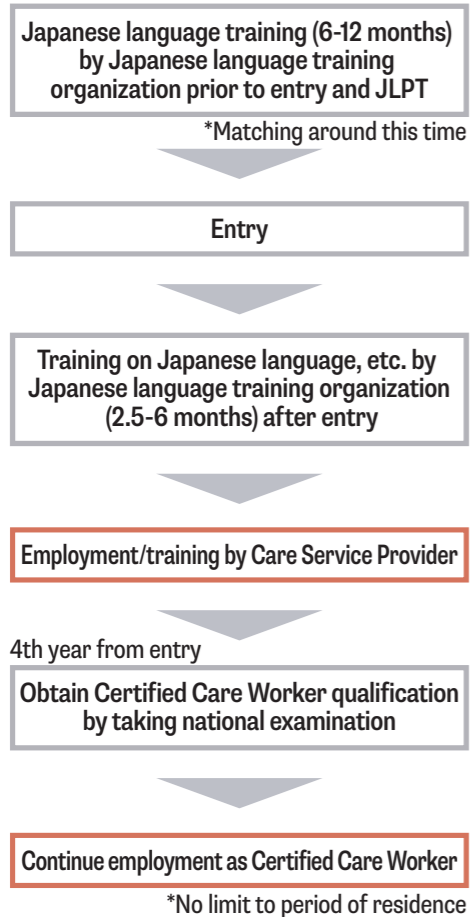 Japanese language training (6-12 months)
by Japanese language training
organization prior to entry and JLPT
*Matching around this time
Entry
Training on Japanese language, etc. by
Japanese language training organization
(2.5-6 months) after entry
Employment/training by Care Service Provider
4th year from entry
Obtain Certified Care Worker qualification
by taking national examination
Continue employment as Certified Care Worker
*No limit to period of residence